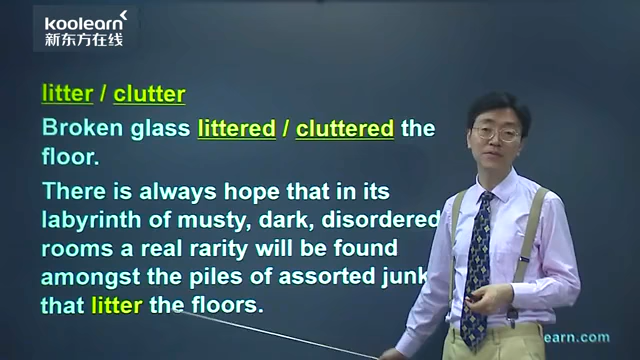 koolearn
新东方在线
litter / clutter
Broken glass littered / cluttered the
floor.
There is always hope that in its
labyrinth of musty, dark, disordered
rooms a real rarity will be found
amongst the piles of assorted junk
that litter the floors.
earn.com